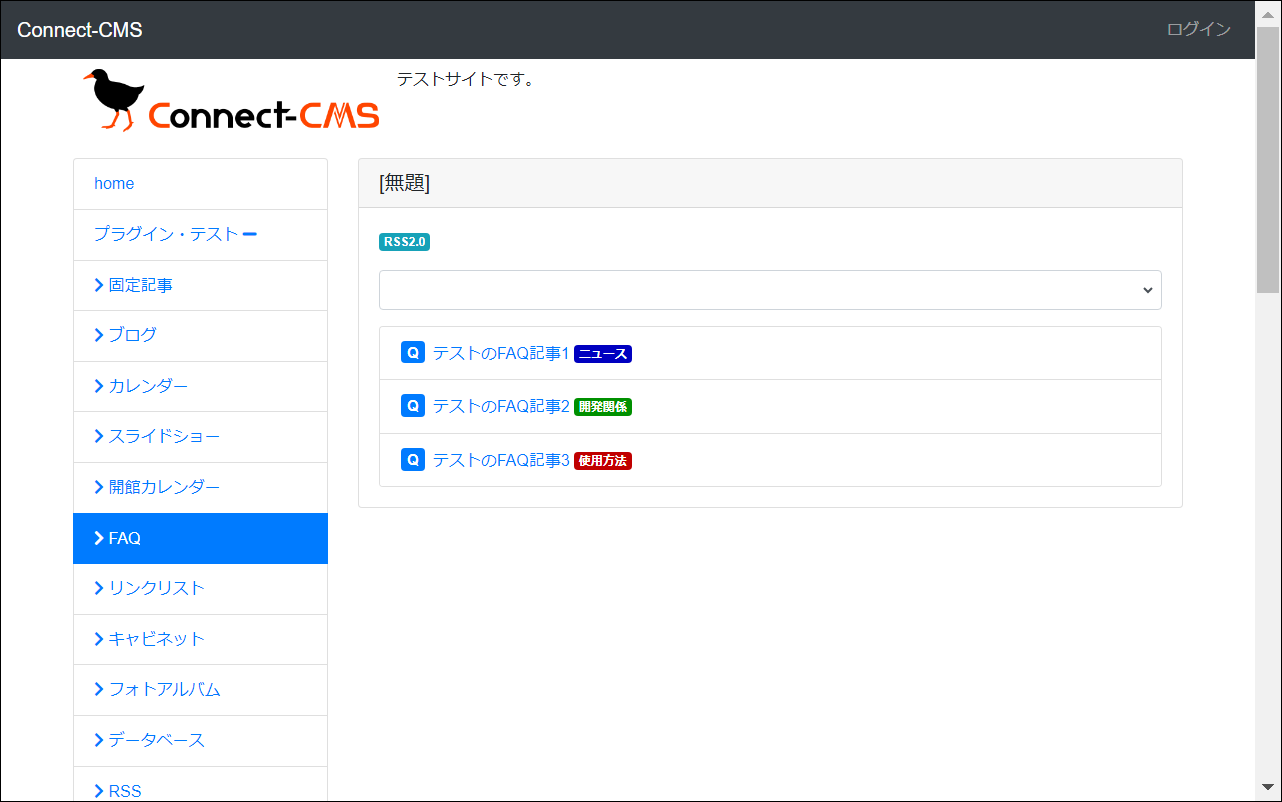 Connect-CMS
ログイン
Connect-CMS
テストサイトです。
home
プラグイン・テスト
固定記事
ブログ
カレンダー
スライドショー
開館カレンダー
FAQ
リンクリスト
キャビネット
フォトアルバム
データベース
RSS
[無題]
RSS2.0
Q テストのFAQ記事1 ニュース
Q テストのFAQ記事2 開発関係
Q テストのFAQ記事3 使用方法